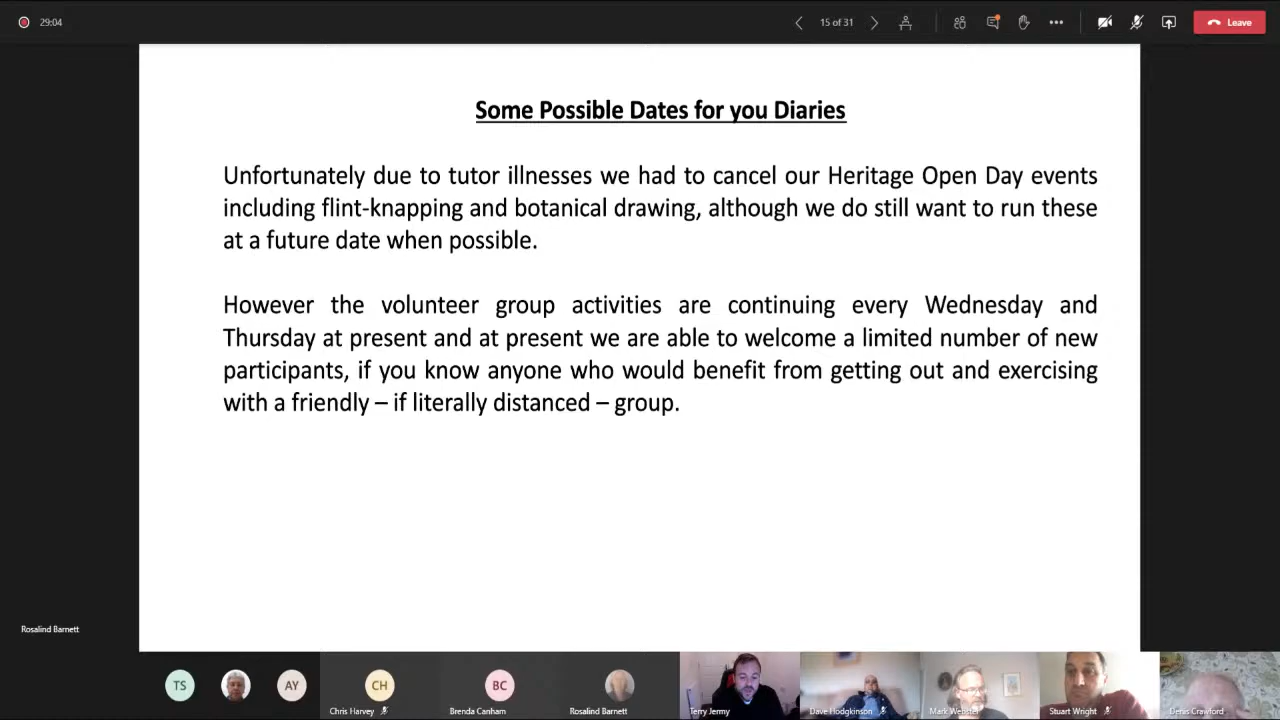 29:04
15 of 31
Leave
Some Possible Dates for you Diaries
Unfortunately due to tutor illnesses we had to cancel our Heritage Open Day events
including flint-knapping and botanical drawing, although we do still want to run these
at a future date when possible.
However the volunteer group activities are continuing every Wednesday and
Thursday at present and at present we are able to welcome a limited number of new
participants, if you know anyone who would benefit from getting out and exercising
with a friendly – if literally distanced – group.
Rosalind Barnett
TS
AY
CH
BC
Chris Harvey
Brenda Canham
Rosalind Barnett
Terry Jermy
Dave Hodgkinson
Mark Webster
Stuart Wright
Denis Crawford